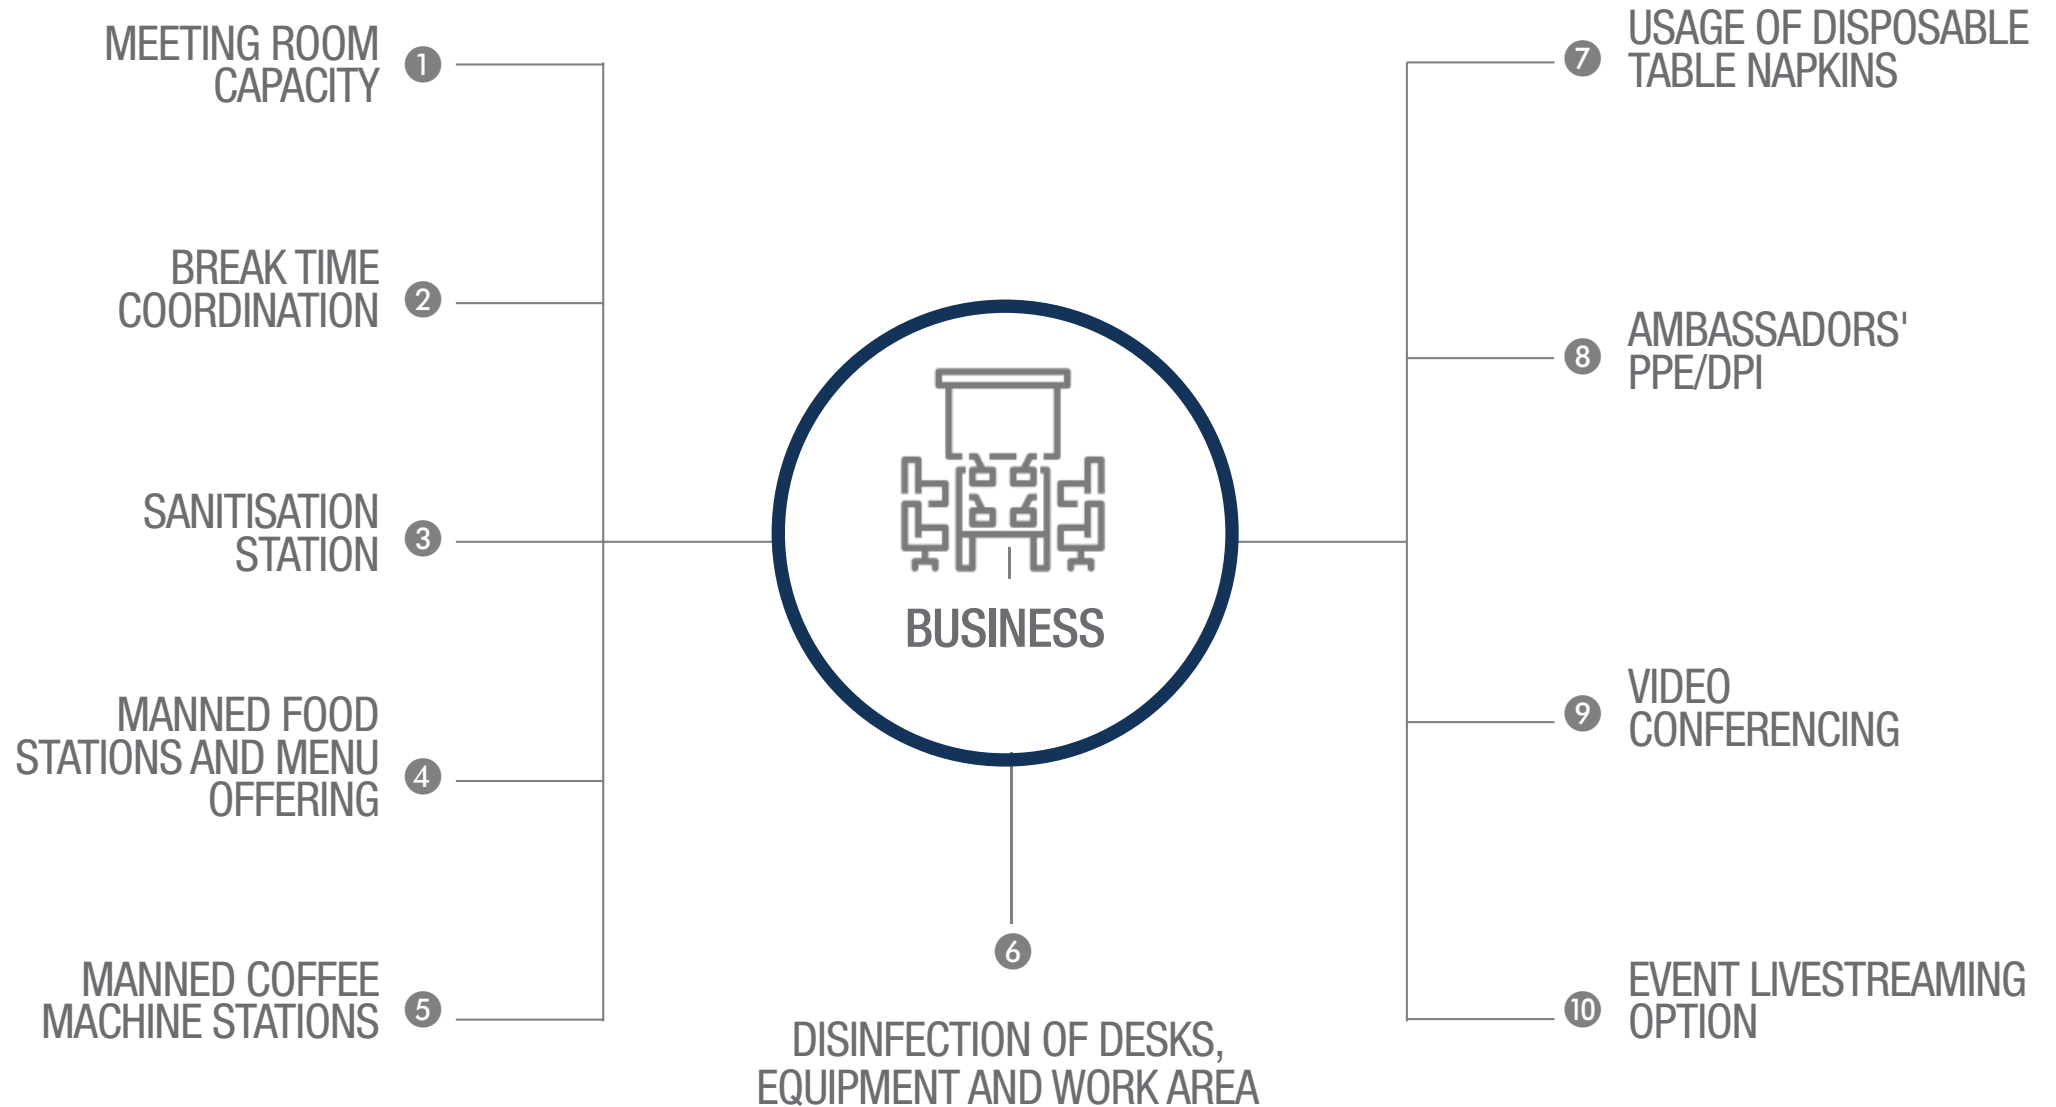 MEETING ROOM
CAPACITY
1
BREAK TIME
COORDINATION
2
SANITISATION
STATION
3
MANNED FOOD
STATIONS AND MENU
OFFERING
4
MANNED COFFEE
MACHINE STATIONS
5
BUSINESS
6
DISINFECTION OF DESKS,
EQUIPMENT AND WORK AREA
7
USAGE OF DISPOSABLE
TABLE NAPKINS
8
AMBASSADORS'
PPE/DPI
9
VIDEO
CONFERENCING
10
EVENT LIVESTREAMING
OPTION